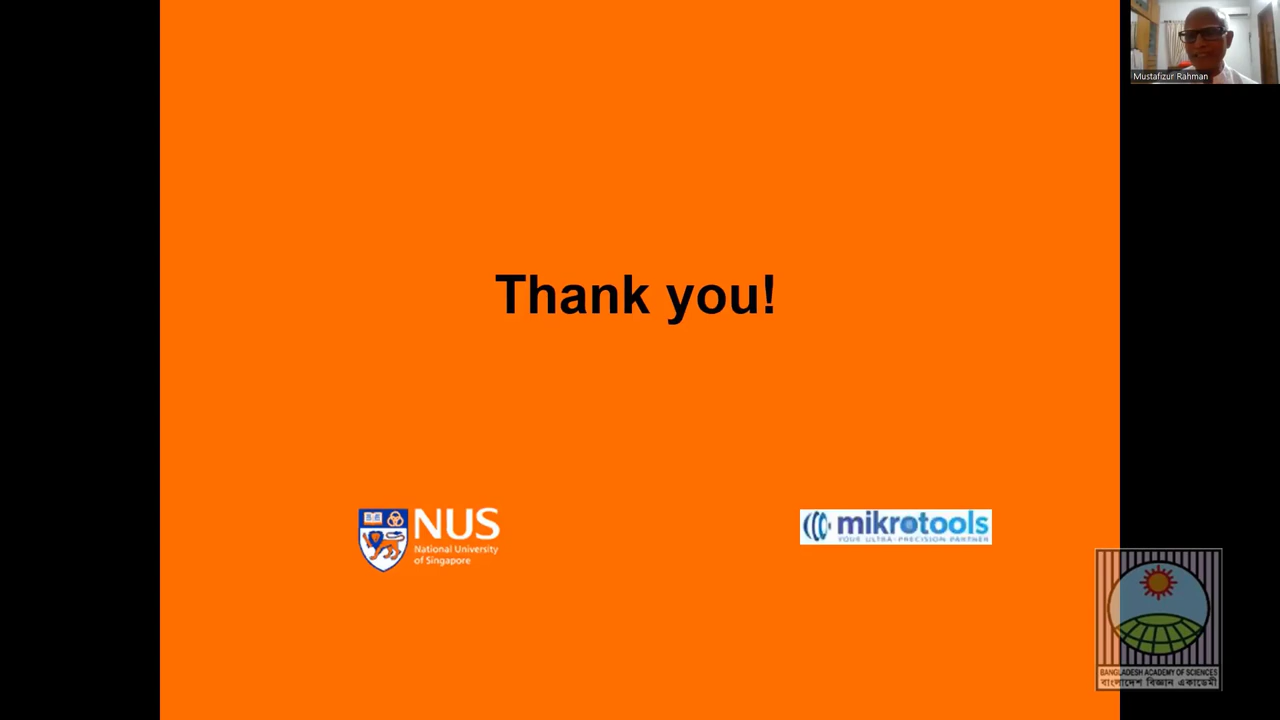 Mustafizur Rahman
Thank you!
NUS
National University
of Singapore
mikrotools
YOUR ULTRA-PRECISION PARTNER
BANGLADESH ACADEMY OF SCIENCES
বাংলাদেশ বিজ্ঞান একাডেমী